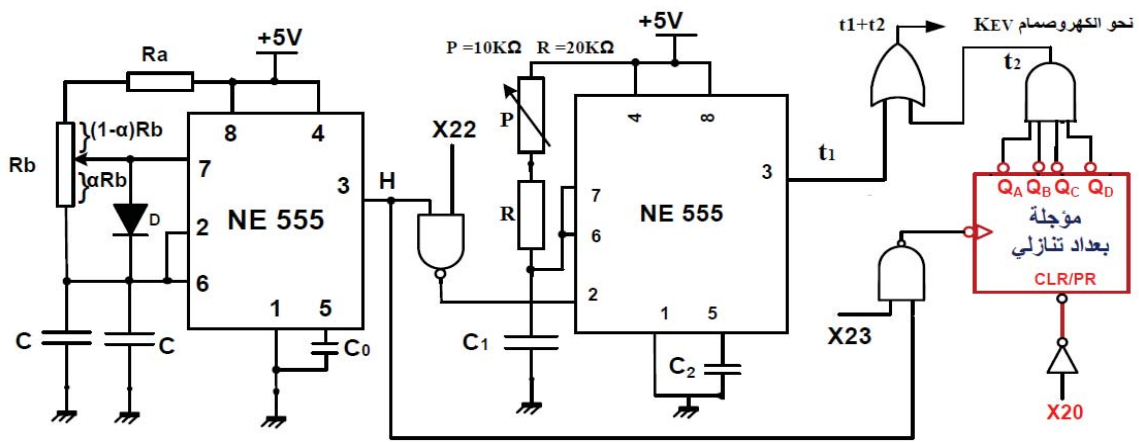 +5V
Ra
Rb
(1-α)Rb
αRb
D
8
4
7
2
6
3
1
5
NE 555
C
C
C0
H
X22
P =10KΩ R =20KΩ
+5V
P
R
4
8
7
6
2
3
1
5
NE 555
C1
C2
t1
t1+t2
نحو الكهروصمام KEV
t2
QA QB QC QD
مؤجلة
بعداد تنازلي
CLR/PR
X23
X20